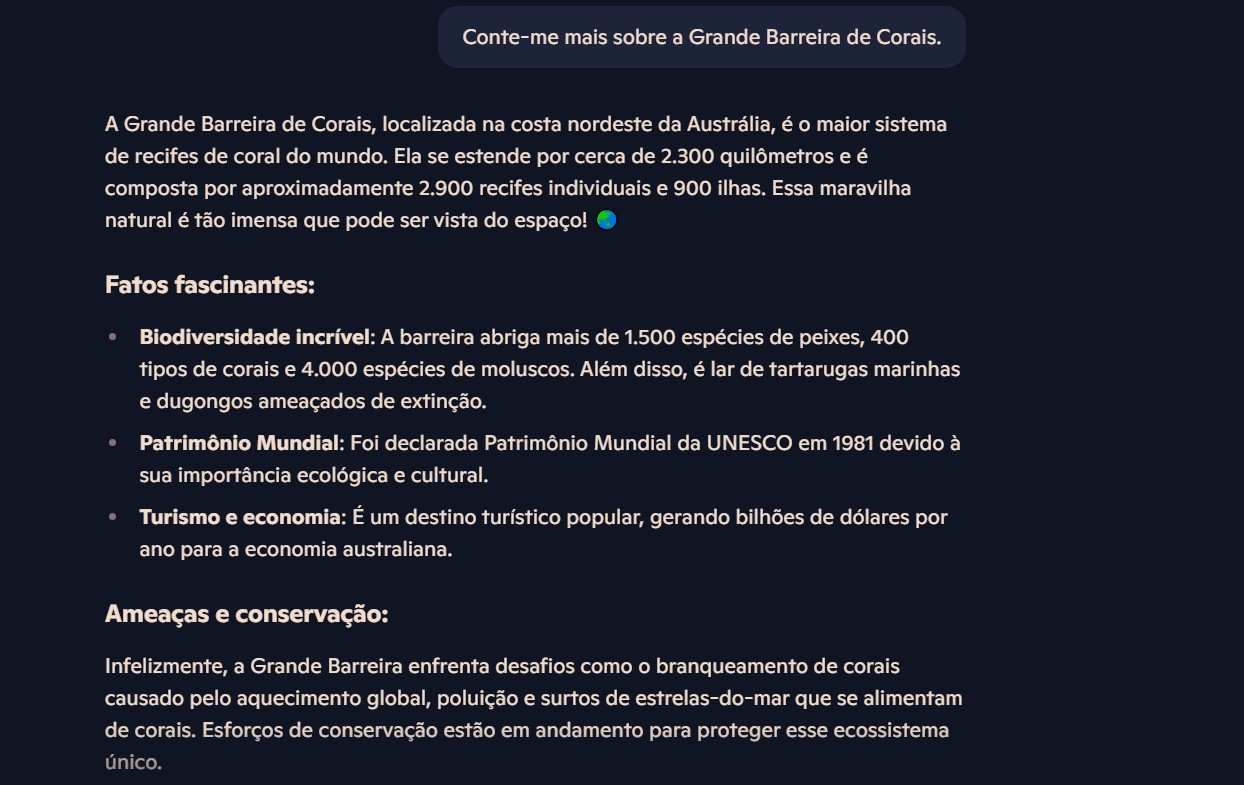 Conte-me mais sobre a Grande Barreira de Corais.
A Grande Barreira de Corais, localizada na costa nordeste da Austrália, é o maior sistema
de recifes de coral do mundo. Ela se estende por cerca de 2.300 quilômetros e é
composta por aproximadamente 2.900 recifes individuais e 900 ilhas. Essa maravilha
natural é tão imensa que pode ser vista do espaço! 🌏
Fatos fascinantes:
• Biodiversidade incrível: A barreira abriga mais de 1.500 espécies de peixes, 400
tipos de corais e 4.000 espécies de moluscos. Além disso, é lar de tartarugas marinhas
e dugongos ameaçados de extinção.
• Patrimônio Mundial: Foi declarada Patrimônio Mundial da UNESCO em 1981 devido à
sua importância ecológica e cultural.
• Turismo e economia: É um destino turístico popular, gerando bilhões de dólares por
ano para a economia australiana.
Ameaças e conservação:
Infelizmente, a Grande Barreira enfrenta desafios como o branqueamento de corais
causado pelo aquecimento global, poluição e surtos de estrelas-do-mar que se alimentam
de corais. Esforços de conservação estão em andamento para proteger esse ecossistema
único.